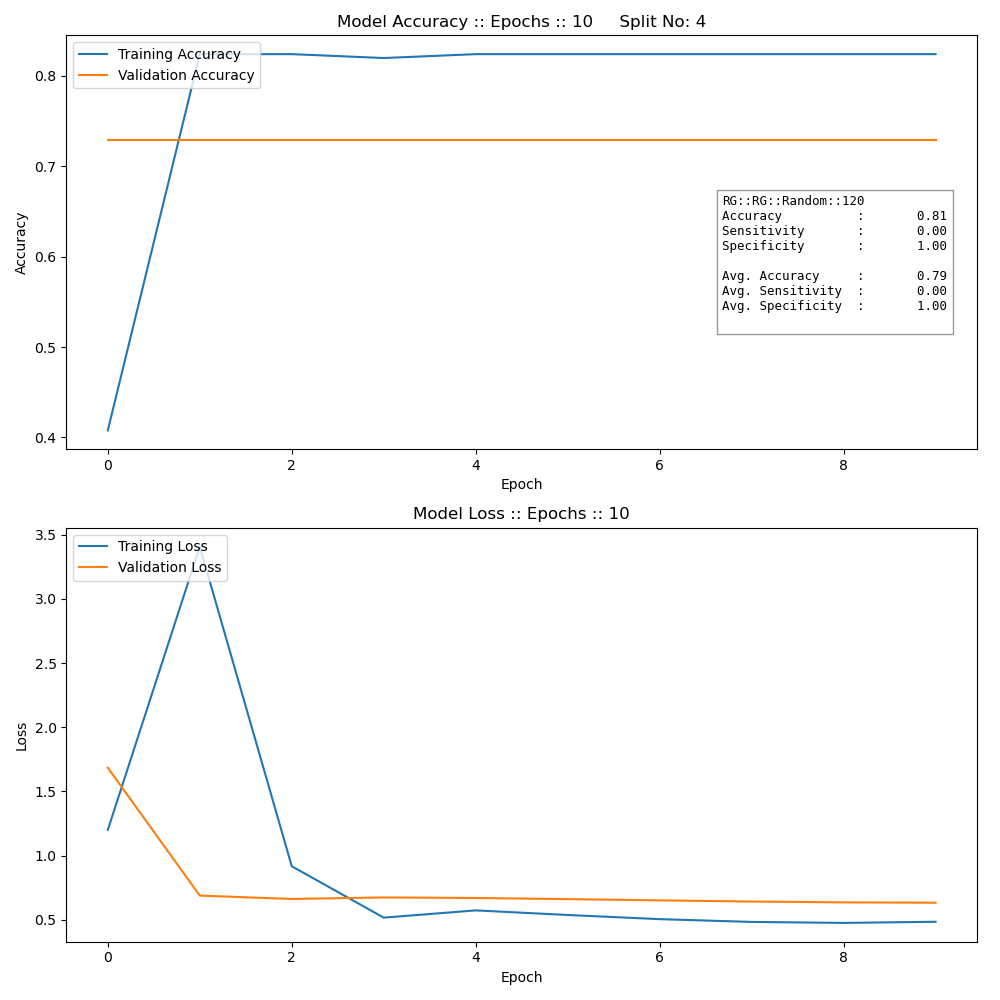 Model Accuracy :: Epochs :: 10 Split No: 4
Training Accuracy
Validation Accuracy
0.8
0.7
0.6
0.5
0.4
Accuracy
RG::RG::Random::120
Accuracy : 0.81
Sensitivity : 0.00
Specificity : 1.00
Avg. Accuracy : 0.79
Avg. Sensitivity : 0.00
Avg. Specificity : 1.00
0 2 4 6 8
Epoch
Model Loss :: Epochs :: 10
Training Loss
Validation Loss
3.5
3.0
2.5
2.0
1.5
1.0
0.5
Loss
0 2 4 6 8
Epoch